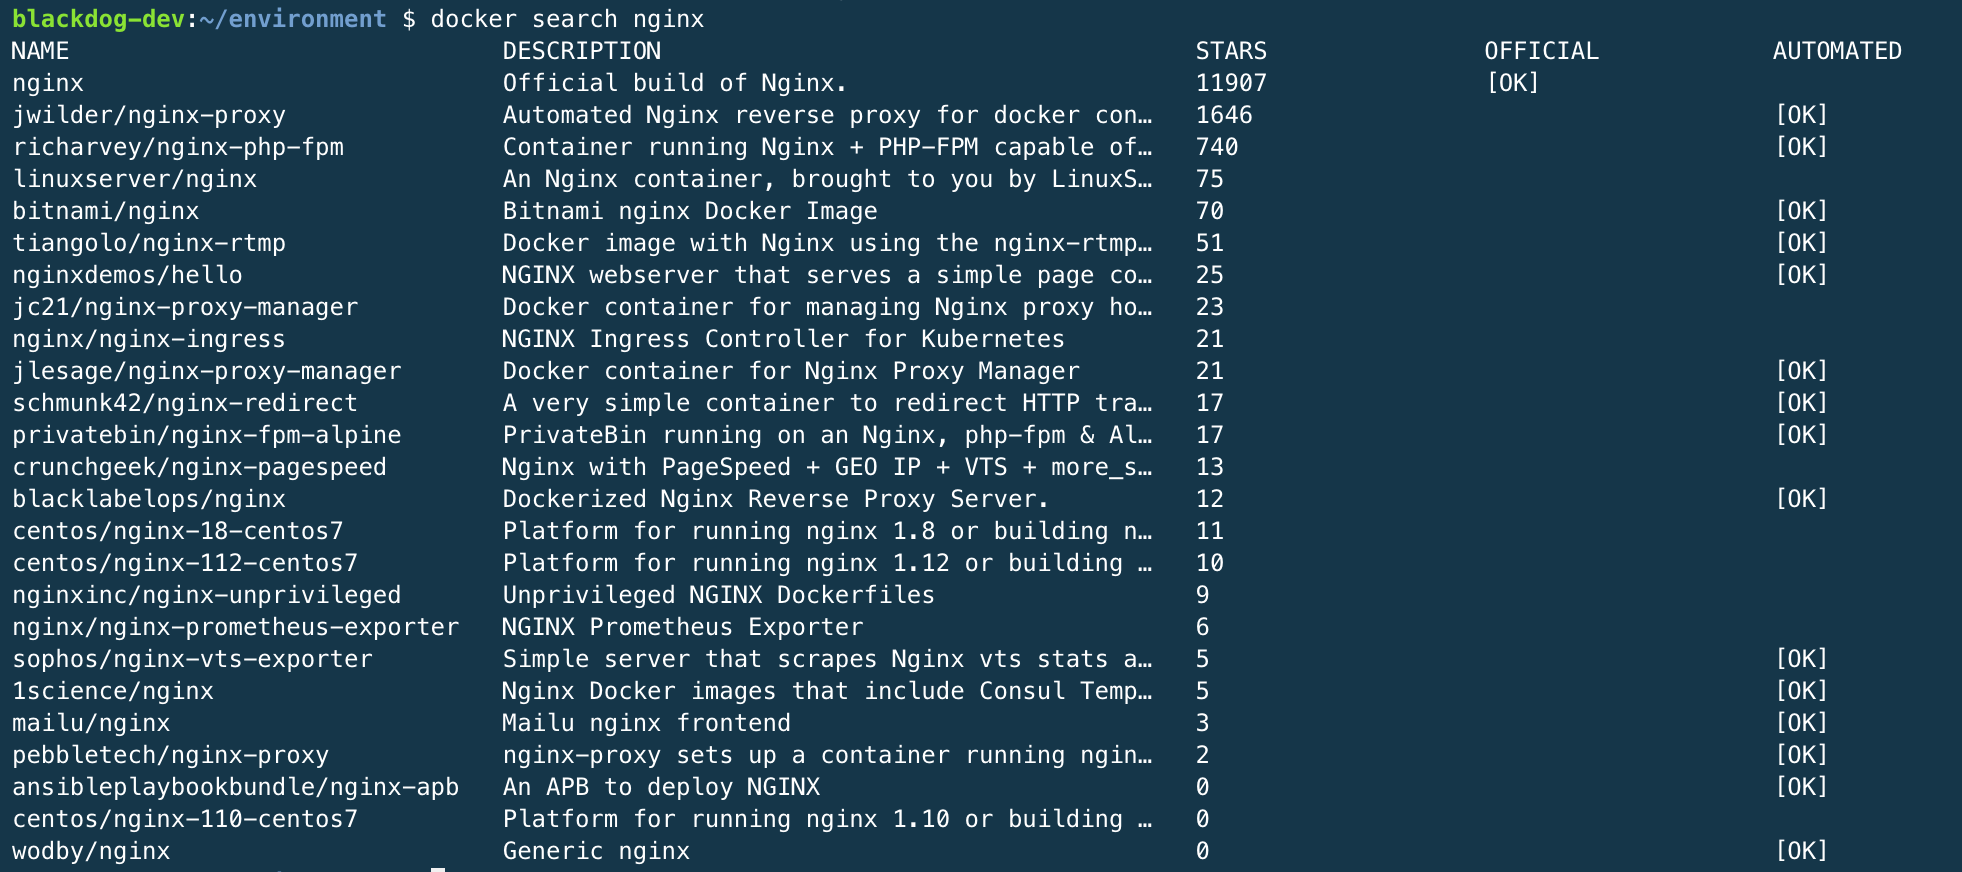 blackdog-dev:~/environment $ docker search nginx
NAME DESCRIPTION STARS OFFICIAL AUTOMATED
nginx Official build of Nginx. 11907 [OK]
jwilder/nginx-proxy Automated Nginx reverse proxy for docker con… 1646 [OK]
richarvey/nginx-php-fpm Container running Nginx + PHP-FPM capable of… 740 [OK]
linuxserver/nginx An Nginx container, brought to you by LinuxS… 75
bitnami/nginx Bitnami nginx Docker Image 70 [OK]
tiangolo/nginx-rtmp Docker image with Nginx using the nginx-rtmp… 51 [OK]
nginxdemos/hello NGINX webserver that serves a simple page co… 25 [OK]
jc21/nginx-proxy-manager Docker container for managing Nginx proxy ho… 23
nginx/nginx-ingress NGINX Ingress Controller for Kubernetes 21
jlesage/nginx-proxy-manager Docker container for Nginx Proxy Manager 21 [OK]
schmunk42/nginx-redirect A very simple container to redirect HTTP tra… 17 [OK]
privatebin/nginx-fpm-alpine PrivateBin running on an Nginx, php-fpm & Al… 17 [OK]
crunchgeek/nginx-pagespeed Nginx with PageSpeed + GEO IP + VTS + more_s… 13
blacklabelops/nginx Dockerized Nginx Reverse Proxy Server. 12 [OK]
centos/nginx-18-centos7 Platform for running nginx 1.8 or building n… 11
centos/nginx-112-centos7 Platform for running nginx 1.12 or building … 10
nginxinc/nginx-unprivileged Unprivileged NGINX Dockerfiles 9
nginx/nginx-prometheus-exporter NGINX Prometheus Exporter 6
sophos/nginx-vts-exporter Simple server that scrapes Nginx vts stats a… 5 [OK]
1science/nginx Nginx Docker images that include Consul Temp… 5 [OK]
mailu/nginx Mailu nginx frontend 3 [OK]
pebbletech/nginx-proxy nginx-proxy sets up a container running ngin… 2 [OK]
ansibleplaybookbundle/nginx-apb An APB to deploy NGINX 0 [OK]
centos/nginx-110-centos7 Platform for running nginx 1.10 or building … 0
wodby/nginx Generic nginx 0 [OK]